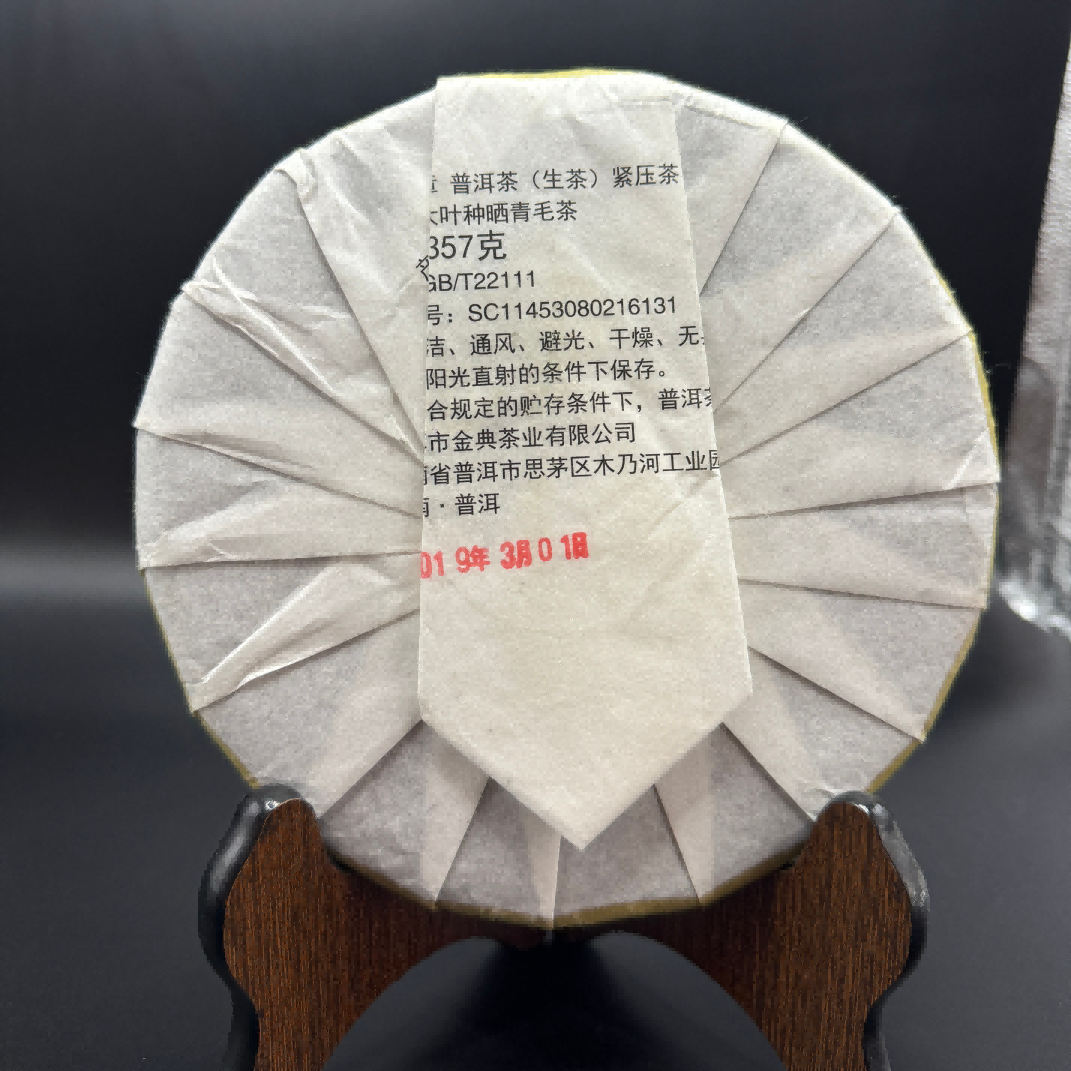 普洱茶（生茶）紧压茶
大叶种晒青毛茶
357克
GB/T22111
号：SC11453080216131
洁、通风、避光、干燥、无
阳光直射的条件下保存。
合规定的贮存条件下，普洱茶
市金典茶业有限公司
省普洱市思茅区木乃河工业园
南·普洱
019年3月01日